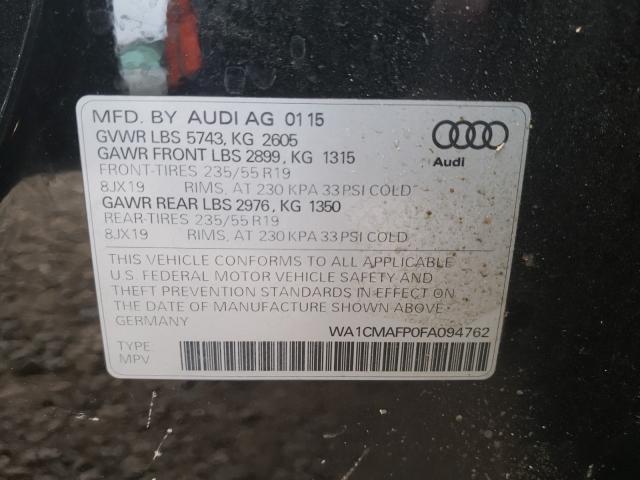 MFD. BY AUDI AG 01 15
GVWR LBS 5743, KG 2605
GAWR FRONT LBS 2899, KG 1315
FRONT-TIRES 235/55 R19
8JX19 RIMS, AT 230 KPA 33 PSI COLD
GAWR REAR LBS 2976, KG 1350
REAR-TIRES 235/55 R19
8JX19 RIMS, AT 230 KPA 33 PSI COLD
Audi
THIS VEHICLE CONFORMS TO ALL APPLICABLE
U.S. FEDERAL MOTOR VEHICLE SAFETY AND
THEFT PREVENTION STANDARDS IN EFFECT ON
THE DATE OF MANUFACTURE SHOWN ABOVE.
GERMANY
WA1CMAFP0FA094762
TYPE
MPV